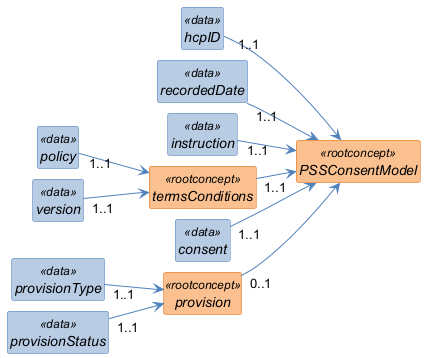 «data»
hcpID
1..1
«data»
recordedDate
1..1
«data»
instruction
1..1
«data»
policy
1..1
«rootconcept»
PSSConsentModel
«rootconcept»
termsConditions
1..1
«data»
version
1..1
«data»
consent
1..1
«data»
provisionType
1..1
«rootconcept»
provision
0..1
«data»
provisionStatus
1..1